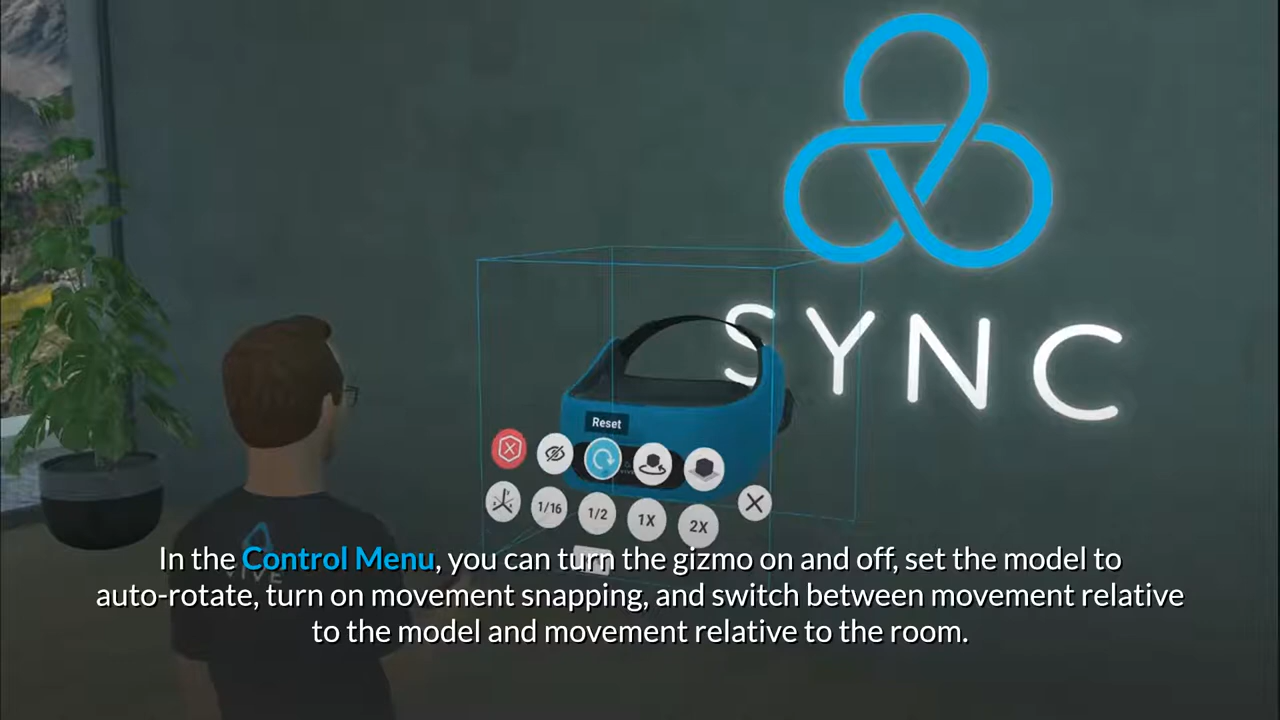 SYNC
Reset
1/16
1/2
1X
2X
VIVE
In the Control Menu, you can turn the gizmo on and off, set the model to
auto-rotate, turn on movement snapping, and switch between movement relative
to the model and movement relative to the room.